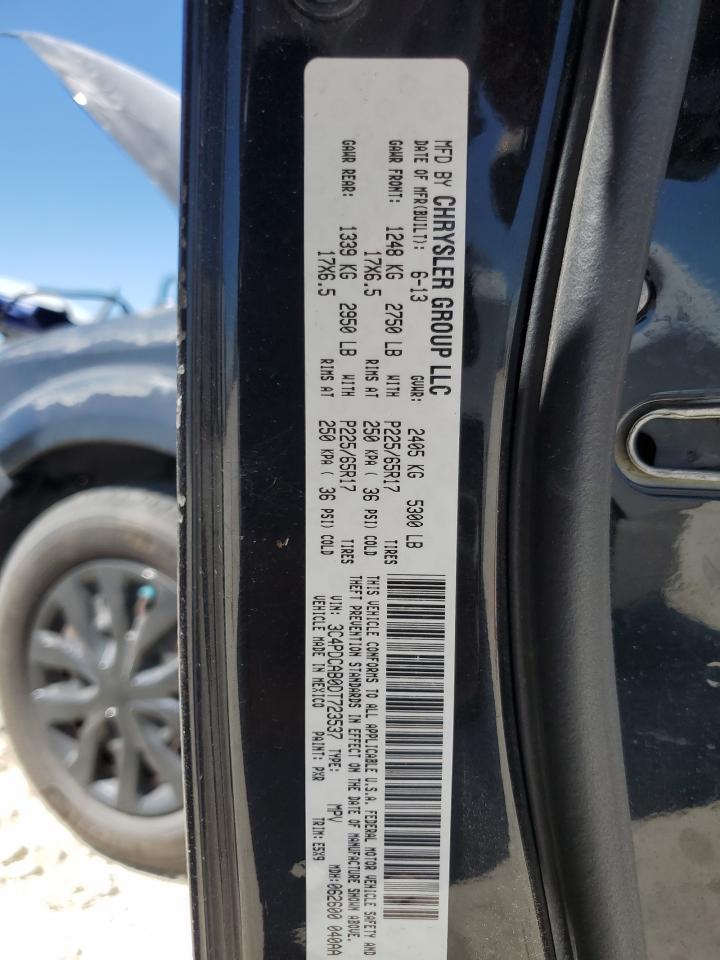 MFD BY CHRYSLER GROUP LLC
DATE OF MFR(BUILT): 6-13 GVWR: 2405 KG 5300 LB
GAWR FRONT: 1248 KG 2750 LB WITH P225/65R17 TIRES
17X6.5 RIMS AT 250 KPA ( 36 PSI) COLD
GAWR REAR: 1339 KG 2950 LB WITH P225/65R17 TIRES
17X6.5 RIMS AT 250 KPA ( 36 PSI) COLD
THIS VEHICLE CONFORMS TO ALL APPLICABLE U.S.A. FEDERAL MOTOR VEHICLE SAFETY AND
THEFT PREVENTION STANDARDS IN EFFECT ON THE DATE OF MANUFACTURE SHOWN ABOVE.
VIN: 3C4PDCAB0DT723537 TYPE: MPV MDH:062600 040AA
VEHICLE MADE IN MEXICO PAINT: PXR TRIM: E5X9